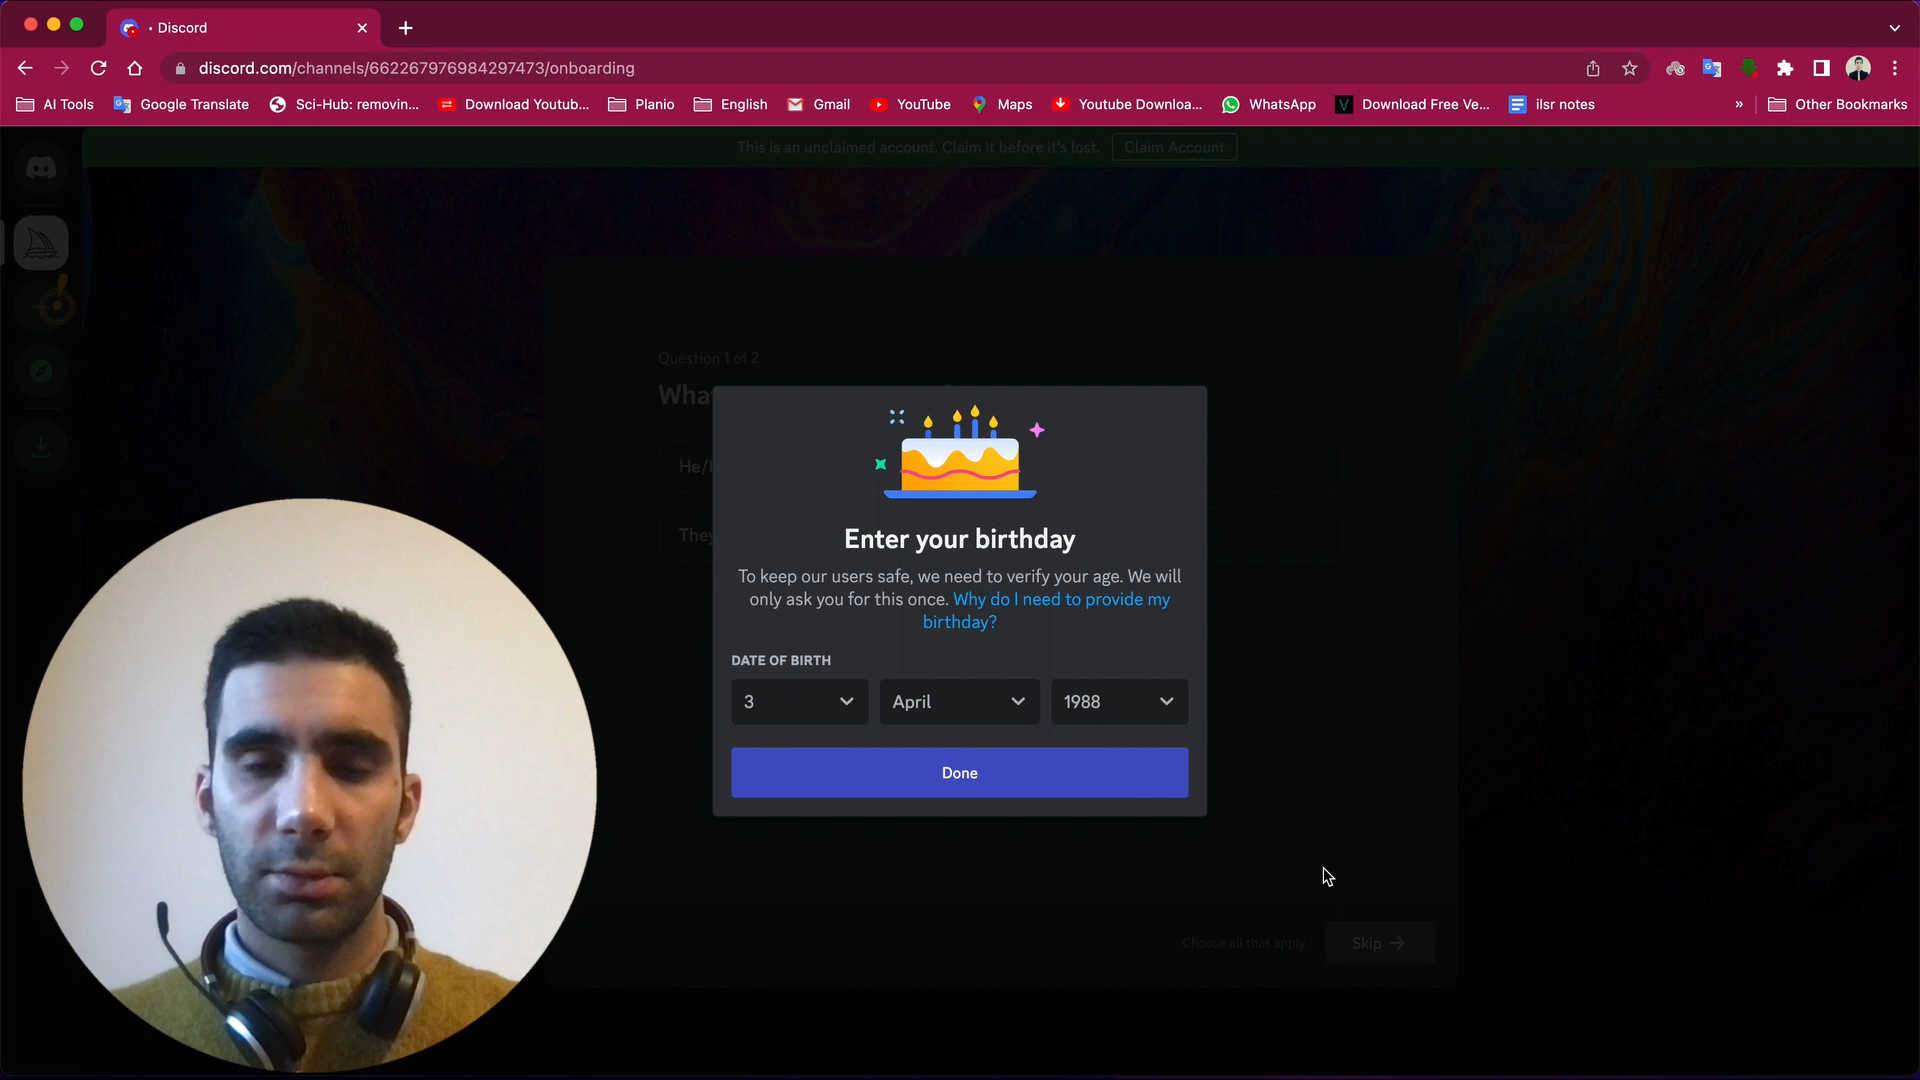 • Discord
discord.com/channels/662267976984297473/onboarding
AI Tools
Google Translate
Sci-Hub: removin...
Download Youtub...
Planio
English
Gmail
YouTube
Maps
Youtube Downloa...
WhatsApp
Download Free Ve...
ilsr notes
»
Other Bookmarks
This is an unclaimed account. Claim it before it's lost.
Claim Account
Question 1 of 2
Enter your birthday
To keep our users safe, we need to verify your age. We will
only ask you for this once. Why do I need to provide my
birthday?
DATE OF BIRTH
3
April
1988
Done
Choose all that apply.
Skip →